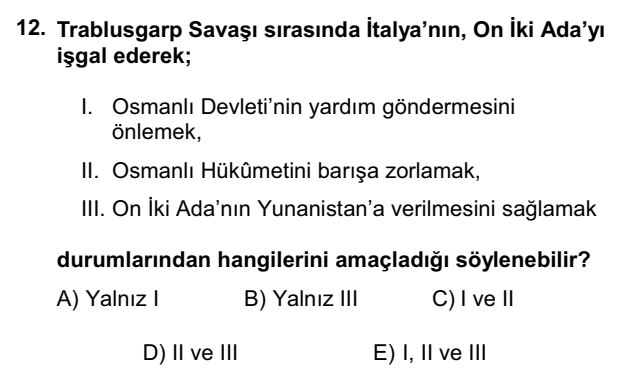 12. Trablusgarp Savaşı sırasında İtalya’nın, On İki Ada’yı
işgal ederek;
I. Osmanlı Devleti’nin yardım göndermesini
önlemek,
II. Osmanlı Hükûmetini barışa zorlamak,
III. On İki Ada’nın Yunanistan’a verilmesini sağlamak
durumlarından hangilerini amaçladığı söylenebilir?
A) Yalnız I B) Yalnız III C) I ve II
D) II ve III E) I, II ve III